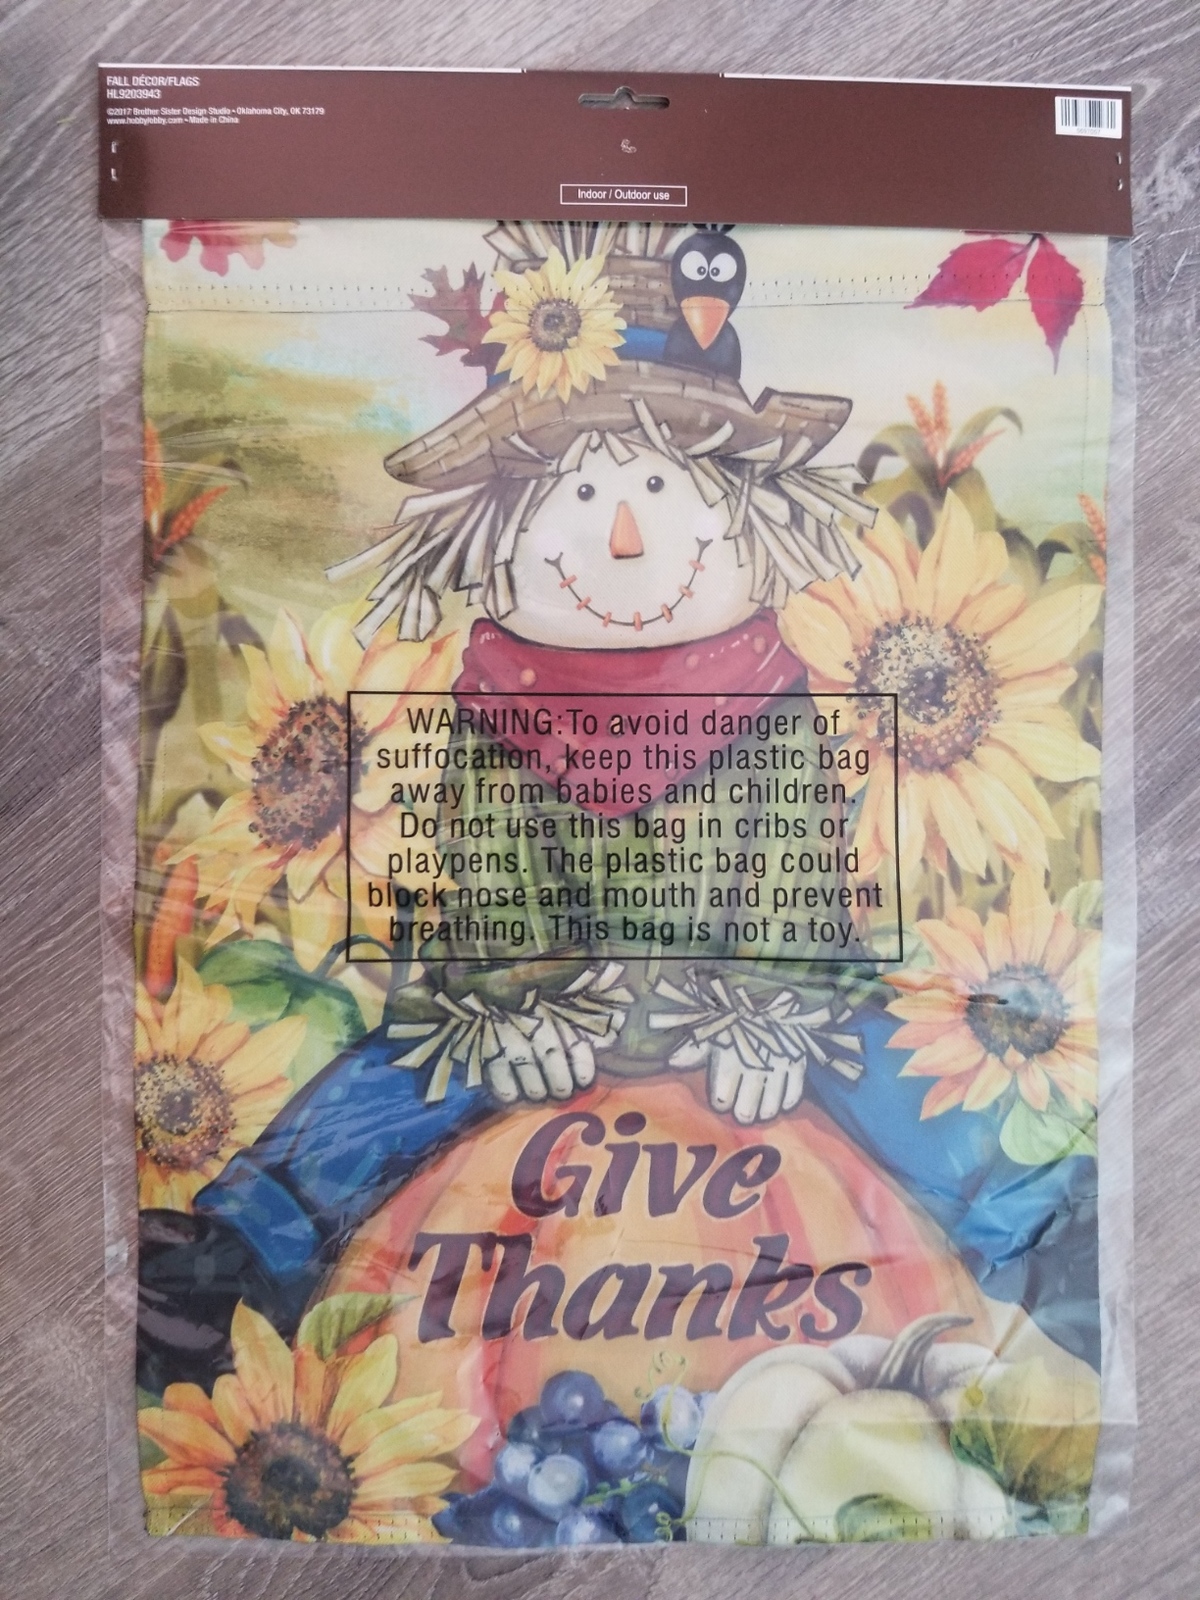 FALL DÉCOR/FLAGS
HL9203943
©2017 Brother Sister Design Studio • Oklahoma City, OK 73179
www.hobbylobby.com • Made in China
Indoor / Outdoor use
WARNING:To avoid danger of
suffocation, keep this plastic bag
away from babies and children.
Do not use this bag in cribs or
playpens. The plastic bag could
block nose and mouth and prevent
breathing. This bag is not a toy.
Give
Thanks